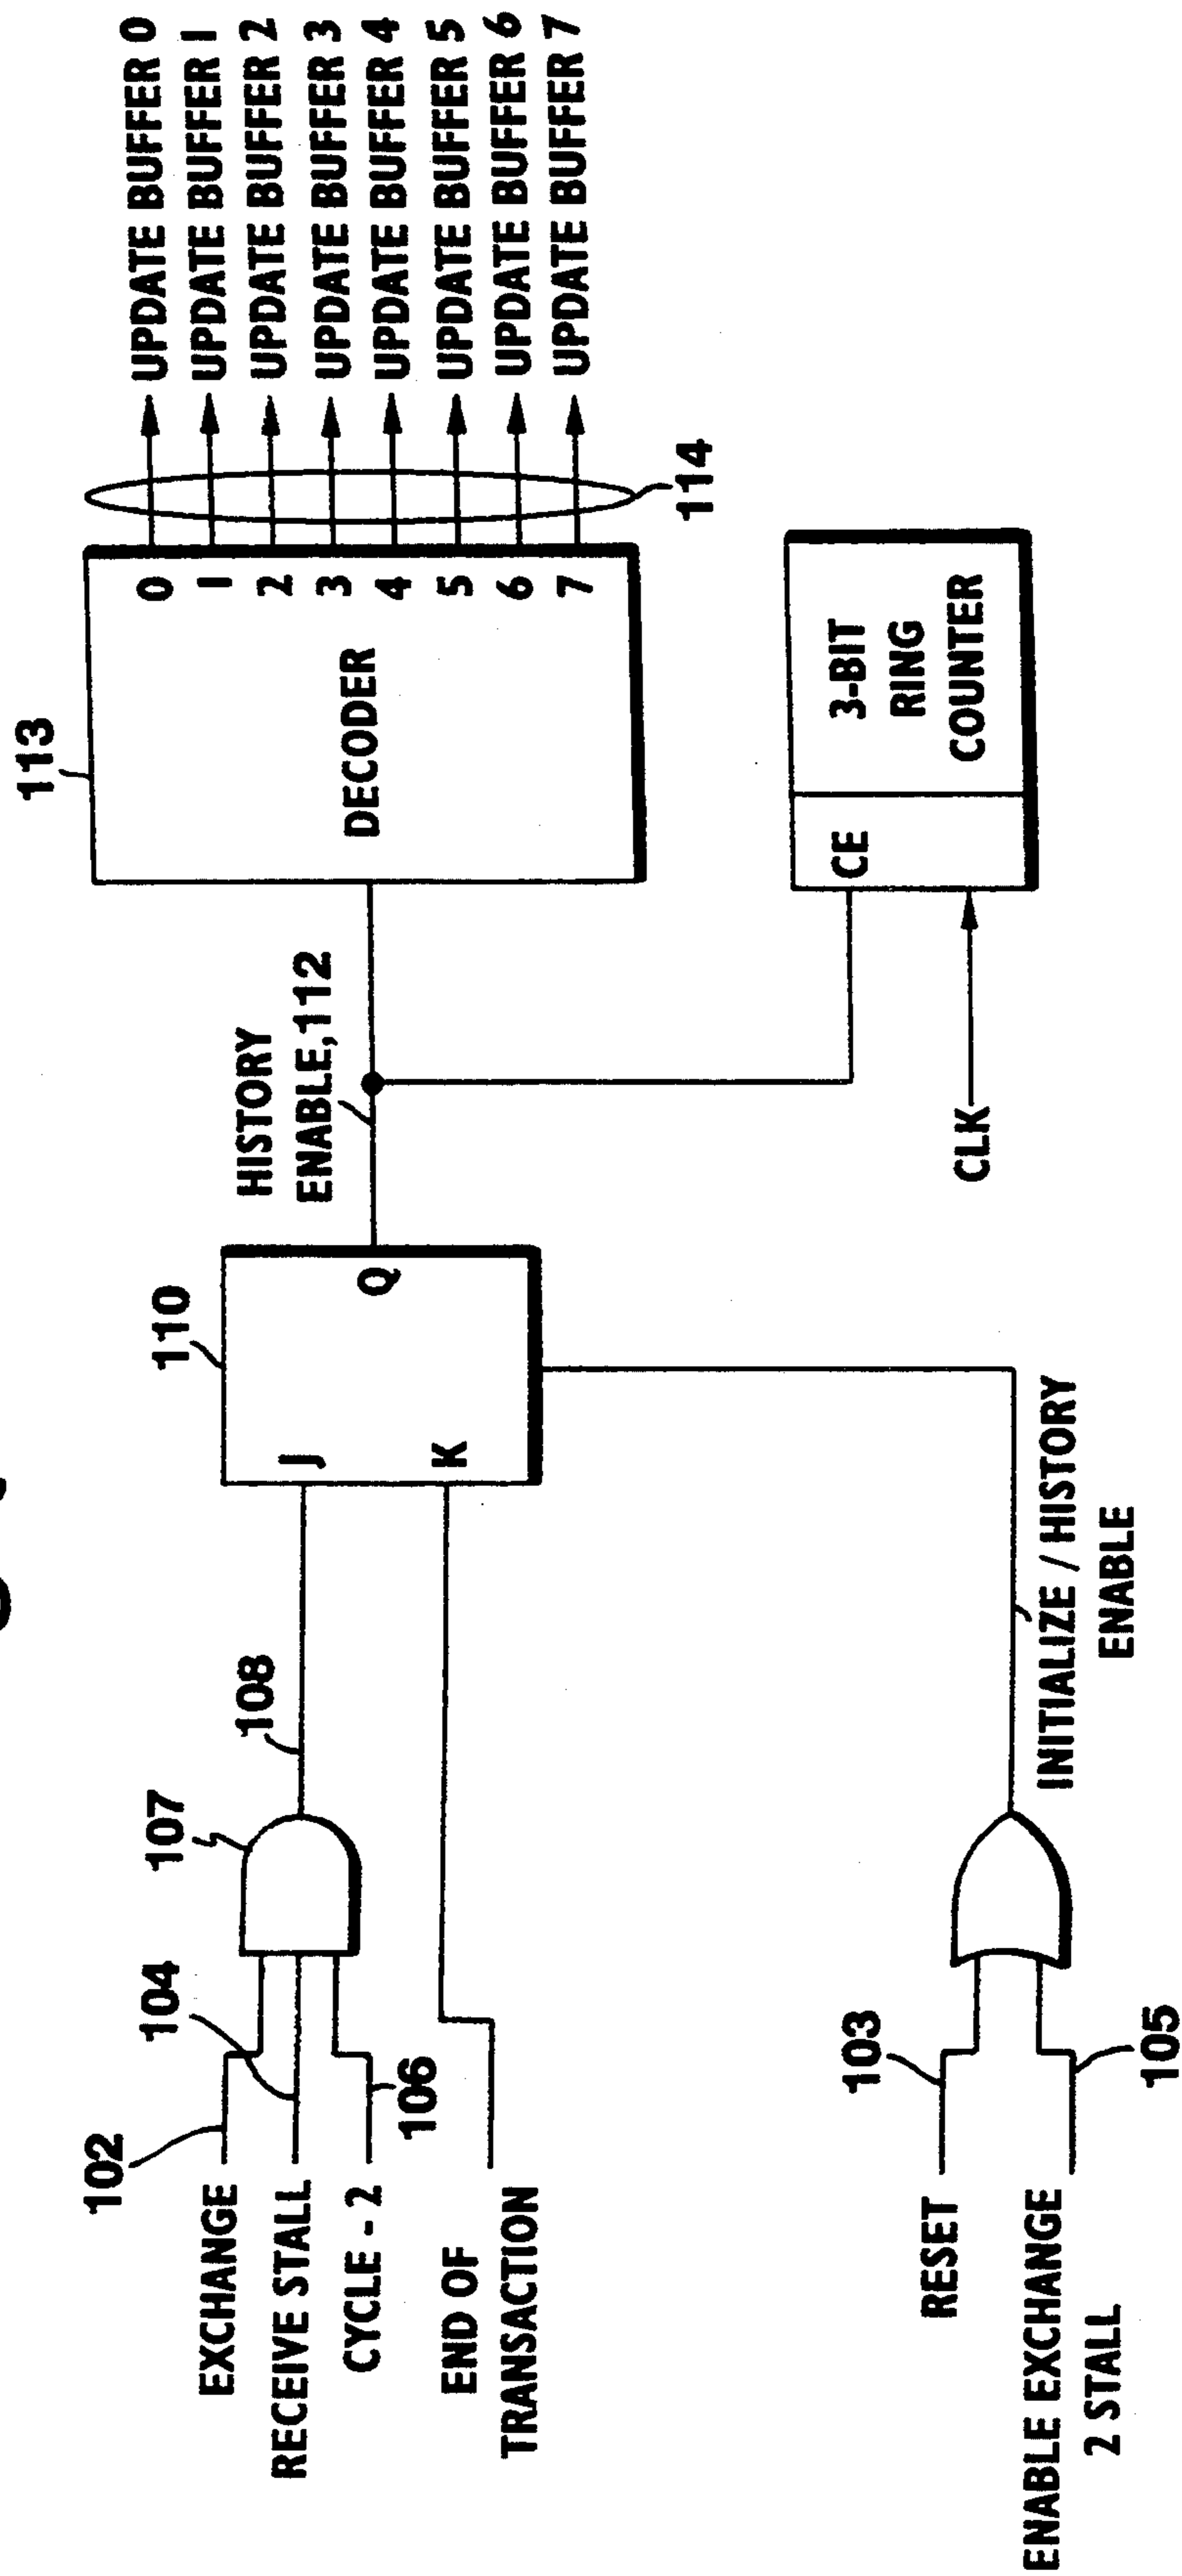 113
0 UPDATE BUFFER 0
1 UPDATE BUFFER 1
2 UPDATE BUFFER 2
3 UPDATE BUFFER 3
4 UPDATE BUFFER 4
5 UPDATE BUFFER 5
6 UPDATE BUFFER 6
7 UPDATE BUFFER 7
DECODER
114
HISTORY
ENABLE,112
110
J
K
Q
108
107
102
104
106
EXCHANGE
RECEIVE STALL
CYCLE - 2
END OF
TRANSACTION
CE
3-BIT
RING
COUNTER
CLK
103
105
RESET
ENABLE EXCHANGE
2 STALL
INITIALIZE / HISTORY
ENABLE